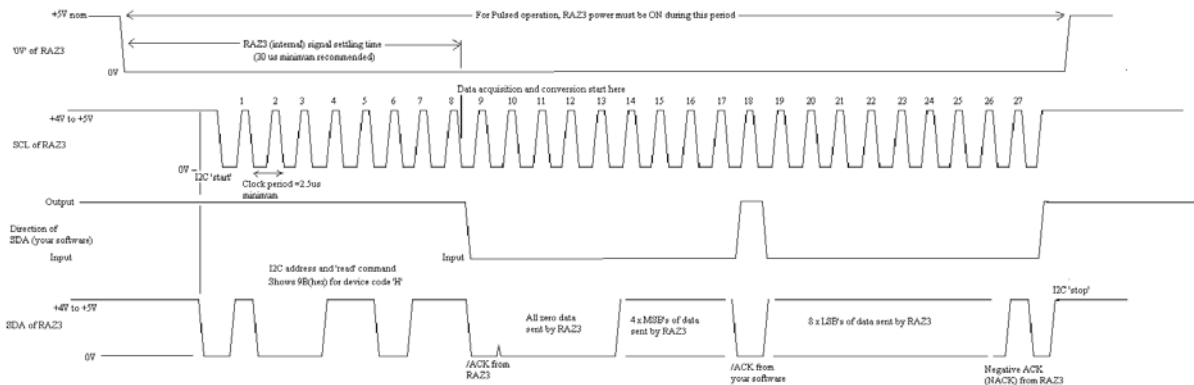 +5V nom
For Pulsed operation, RAZ3 power must be ON during this period
'0V' of RAZ3
RAZ3 (internal) signal settling time
(30 us minimum recommended)
0V
Data acquisition and conversion start here
1 2 3 4 5 6 7 8 9 10 11 12 13 14 15 16 17 18 19 20 21 22 23 24 25 26 27
+4V to +5V
SCL of RAZ3
0V
I2C 'start'
Clock period =2.5us
minimum
Output
Direction of
SDA (your software)
Input
Input
I2C address and 'read' command
Shows 9B(hex) for device code 'H'
I2C 'stop'
+4V to +5V
SDA of RAZ3
All zero data
sent by RAZ3
4 x MSB's of data
sent by RAZ3
8 x LSB's of data sent by RAZ3
0V
/ACK from
RAZ3
/ACK from
your software
Negative ACK
(NACK) from RAZ3